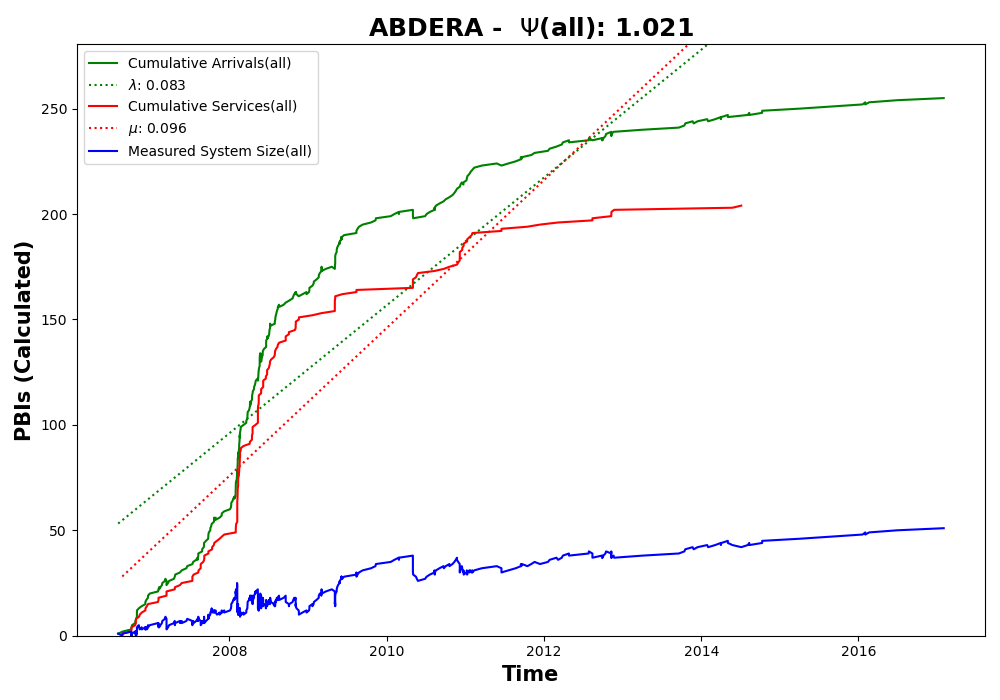 ABDERA - Ψ(all): 1.021
Cumulative Arrivals(all)
λ: 0.083
Cumulative Services(all)
μ: 0.096
Measured System Size(all)
PBIs (Calculated)
250
200
150
100
50
0
2008 2010 2012 2014 2016
Time